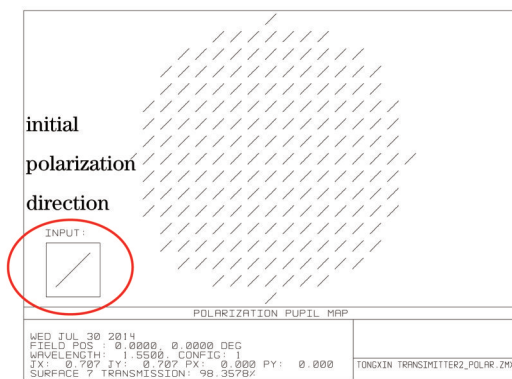 initial
polarization
direction
INPUT:
POLARIZATION PUPIL MAP
WED JUL 30 2014
FIELD POS : 0.0000, 0.0000 DEG
WAVELENGTH: 1.5500, CONFIG: 1
JX: 0.707 JY: 0.707 PX: 0.000 PY: 0.000
SURFACE 7 TRANSMISSION: 98.3578%
TONGXIN TRANSIMITTER2_POLAR.ZMX